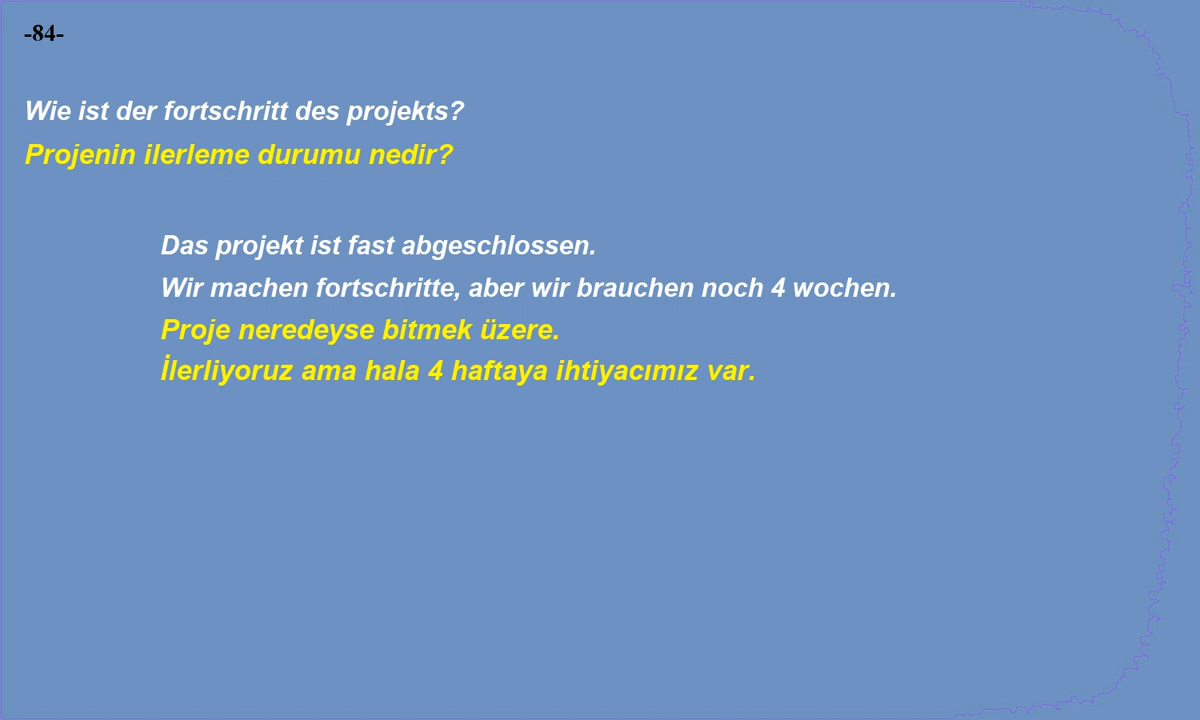 -84-
Wie ist der fortschritt des projekts?
Projenin ilerleme durumu nedir?
Das projekt ist fast abgeschlossen.
Wir machen fortschritte, aber wir brauchen noch 4 wochen.
Proje neredeyse bitmek üzere.
İlerliyoruz ama hala 4 haftaya ihtiyacımız var.